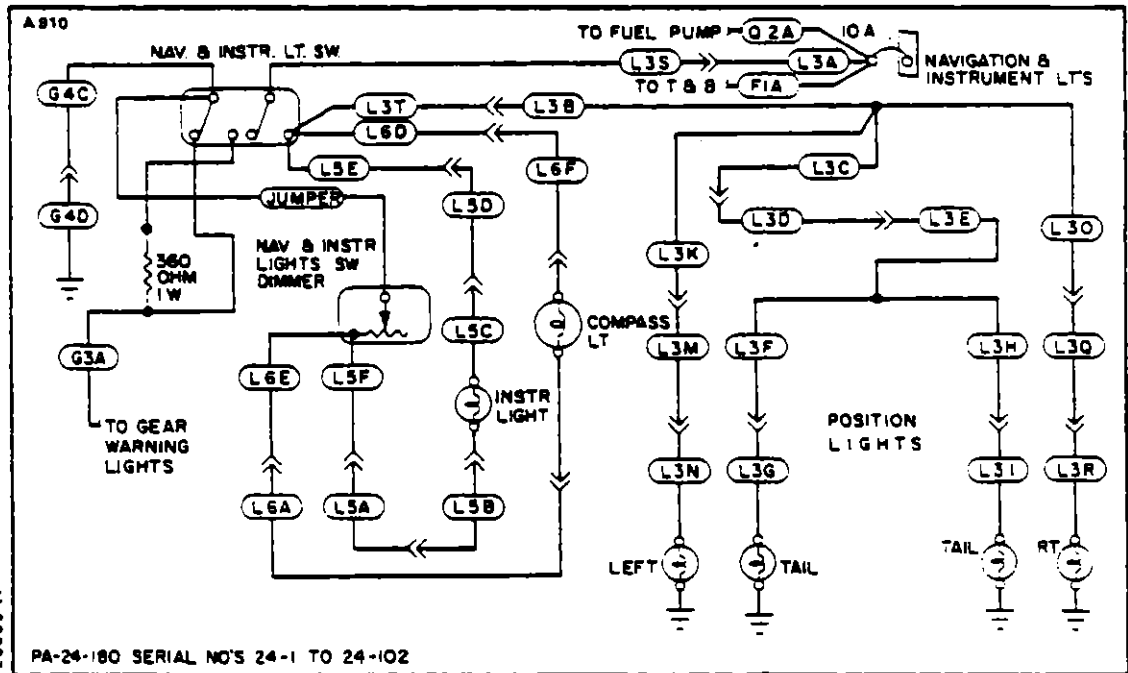 A910
TO FUEL PUMP Q2A 10A
NAV. & INSTR. LT. SW.
L3S L3A NAVIGATION &
INSTRUMENT LTS
TO T & B F1A
G4C
L3T L3B
L6D
L5E L6F L3C
G4D JUMPER L5D L3D L3E L3O
NAV & INSTR
LIGHTS SW
DIMMER
360
OHM
1 W
L3K
COMPASS
LT
G3A L5C L3M L3F L3H L3Q
L6E L5F
INSTR
LIGHT
TO GEAR
WARNING
LIGHTS
POSITION
LIGHTS
L6A L5A L5B L3N L3G L3I L3R
LEFT TAIL TAIL RT
PA-24-180 SERIAL NO'S 24-1 TO 24-102